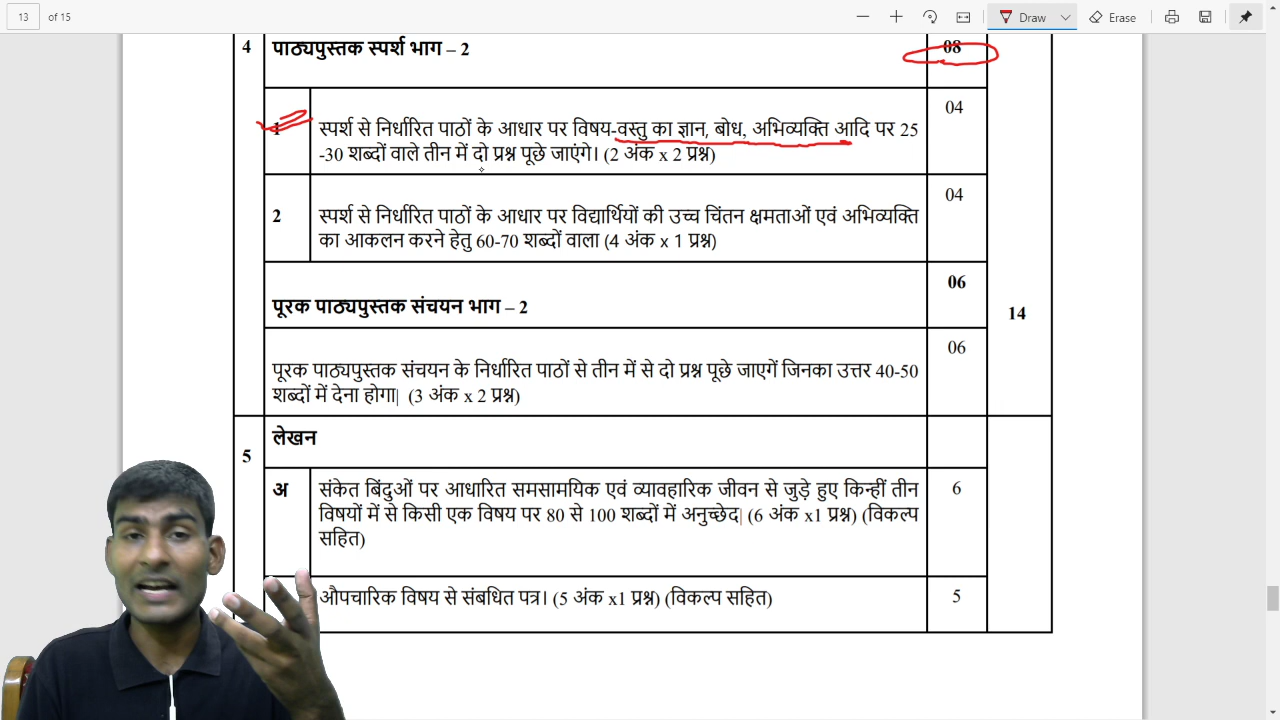 13 of 15
Draw
Erase
4 पाठ्यपुस्तक स्पर्श भाग – 2 08
1 स्पर्श से निर्धारित पाठों के आधार पर विषय-वस्तु का ज्ञान, बोध, अभिव्यक्ति आदि पर 25 04
-30 शब्दों वाले तीन में दो प्रश्न पूछे जाएंगे। (2 अंक x 2 प्रश्न)
2 स्पर्श से निर्धारित पाठों के आधार पर विद्यार्थियों की उच्च चिंतन क्षमताओं एवं अभिव्यक्ति 04
का आकलन करने हेतु 60-70 शब्दों वाला (4 अंक x 1 प्रश्न)
पूरक पाठ्यपुस्तक संचयन भाग – 2 06
14
पूरक पाठ्यपुस्तक संचयन के निर्धारित पाठों से तीन में से दो प्रश्न पूछे जाएगें जिनका उत्तर 40-50 06
शब्दों में देना होगा| (3 अंक x 2 प्रश्न)
5 लेखन
अ संकेत बिंदुओं पर आधारित समसामयिक एवं व्यावहारिक जीवन से जुड़े हुए किन्हीं तीन 6
विषयों में से किसी एक विषय पर 80 से 100 शब्दों में अनुच्छेद| (6 अंक x1 प्रश्न) (विकल्प
सहित)
औपचारिक विषय से संबधित पत्र। (5 अंक x1 प्रश्न) (विकल्प सहित) 5